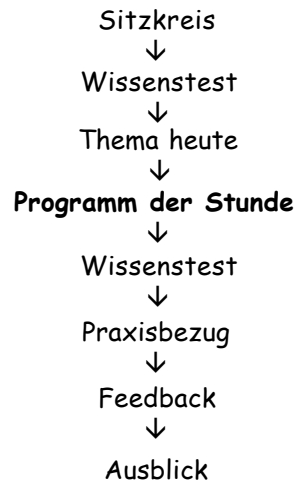 Sitzkreis
↓
Wissenstest
↓
Thema heute
↓
Programm der Stunde
↓
Wissenstest
↓
Praxisbezug
↓
Feedback
↓
Ausblick